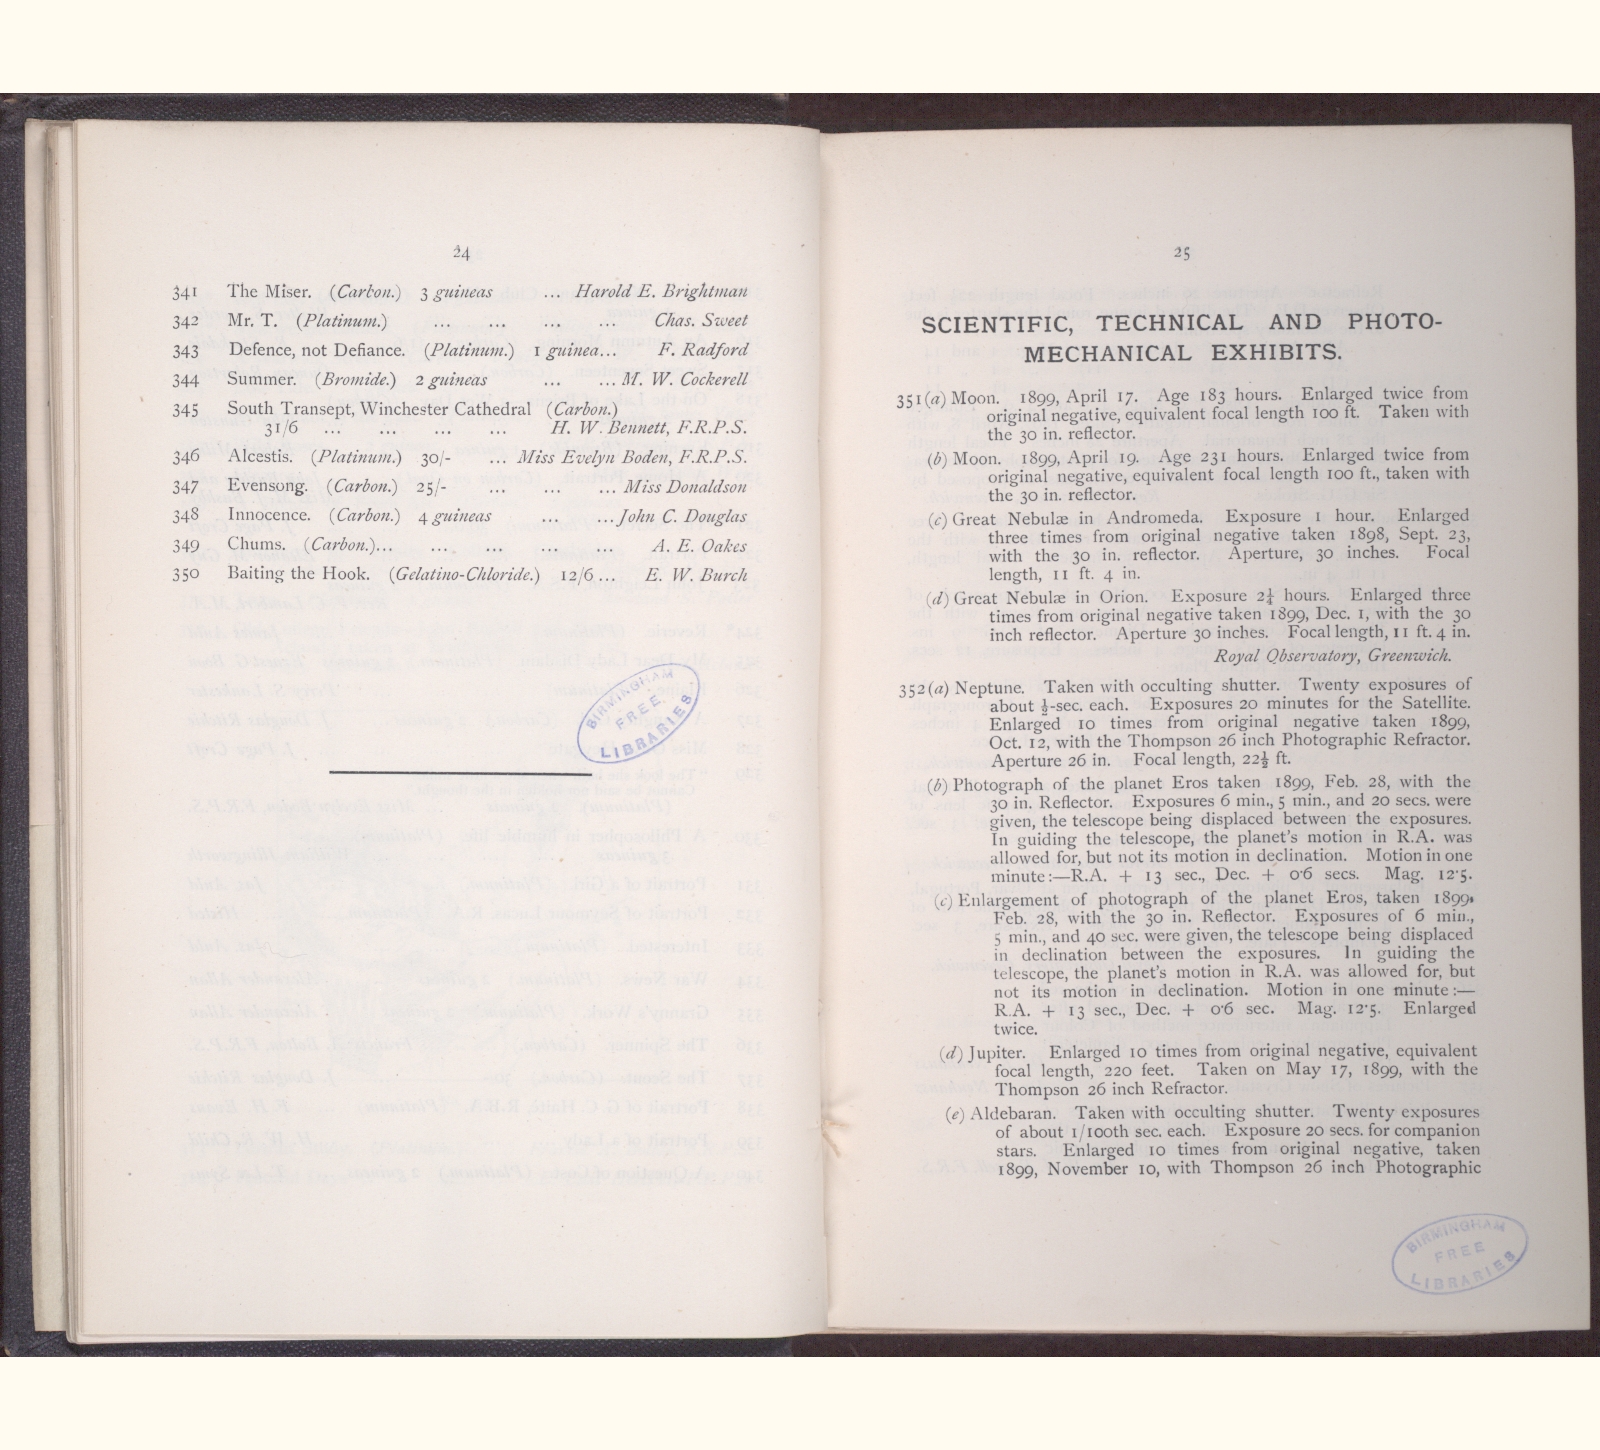 24
341 The Miser. (Carbon.) 3 guineas ... Harold E. Brightman
342 Mr. T. (Platinum.) ... ... ... ... Chas. Sweet
343 Defence, not Defiance. (Platinum.) 1 guinea... F. Radford
344 Summer. (Bromide.) 2 guineas ... ... M. W. Cockerell
345 South Transept, Winchester Cathedral (Carbon.)
31/6 ... ... ... ... H. W. Bennett, F.R.P.S.
346 Alcestis. (Platinum.) 30/- ... Miss Evelyn Boden, F.R.P.S.
347 Evensong. (Carbon.) 25/- ... ... ... Miss Donaldson
348 Innocence. (Carbon.) 4 guineas ... ...John C. Douglas
349 Chums. (Carbon.)... ... ... ... ... A. E. Oakes
350 Baiting the Hook. (Gelatino-Chloride.) 12/6 ... E. W. Burch
BIRMINGHAM
FREE
LIBRARIES
25
SCIENTIFIC, TECHNICAL AND PHOTO-
MECHANICAL EXHIBITS.
351 (a) Moon. 1899, April 17. Age 183 hours. Enlarged twice from
original negative, equivalent focal length 100 ft. Taken with
the 30 in. reflector.
(b) Moon. 1899, April 19. Age 231 hours. Enlarged twice from
original negative, equivalent focal length 100 ft., taken with
the 30 in. reflector.
(c) Great Nebulæ in Andromeda. Exposure 1 hour. Enlarged
three times from original negative taken 1898, Sept. 23,
with the 30 in. reflector. Aperture, 30 inches. Focal
length, 11 ft. 4 in.
(d) Great Nebulæ in Orion. Exposure 2¼ hours. Enlarged three
times from original negative taken 1899, Dec. 1, with the 30
inch reflector. Aperture 30 inches. Focal length, 11 ft. 4 in.
Royal Observatory, Greenwich.
352 (a) Neptune. Taken with occulting shutter. Twenty exposures of
about ½-sec. each. Exposures 20 minutes for the Satellite.
Enlarged 10 times from original negative taken 1899,
Oct. 12, with the Thompson 26 inch Photographic Refractor.
Aperture 26 in. Focal length, 22½ ft.
(b) Photograph of the planet Eros taken 1899, Feb. 28, with the
30 in. Reflector. Exposures 6 min., 5 min., and 20 secs. were
given, the telescope being displaced between the exposures.
In guiding the telescope, the planet's motion in R.A. was
allowed for, but not its motion in declination. Motion in one
minute:—R.A. + 13 sec., Dec. + 0·6 secs. Mag. 12·5.
(c) Enlargement of photograph of the planet Eros, taken 1899,
Feb. 28, with the 30 in. Reflector. Exposures of 6 min.,
5 min., and 40 sec. were given, the telescope being displaced
in declination between the exposures. In guiding the
telescope, the planet's motion in R.A. was allowed for, but
not its motion in declination. Motion in one minute:—
R.A. + 13 sec., Dec. + 0·6 sec. Mag. 12·5. Enlarged
twice.
(d) Jupiter. Enlarged 10 times from original negative, equivalent
focal length, 220 feet. Taken on May 17, 1899, with the
Thompson 26 inch Refractor.
(e) Aldebaran. Taken with occulting shutter. Twenty exposures
of about 1/100th sec. each. Exposure 20 secs. for companion
stars. Enlarged 10 times from original negative, taken
1899, November 10, with Thompson 26 inch Photographic
BIRMINGHAM
FREE
LIBRARIES